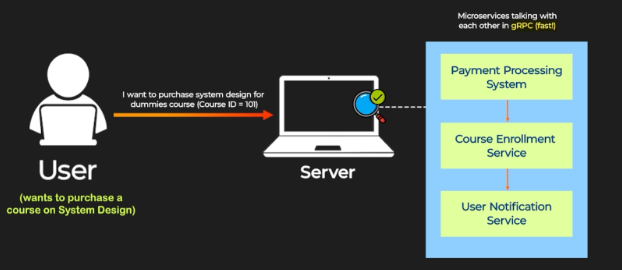 Microservices talking with
each other in gRPC (fast!)
I want to purchase system design for
dummies course (Course ID = 101)
Payment Processing
System
Course Enrollment
Service
User Notification
Service
User
(wants to purchase a
course on System Design)
Server